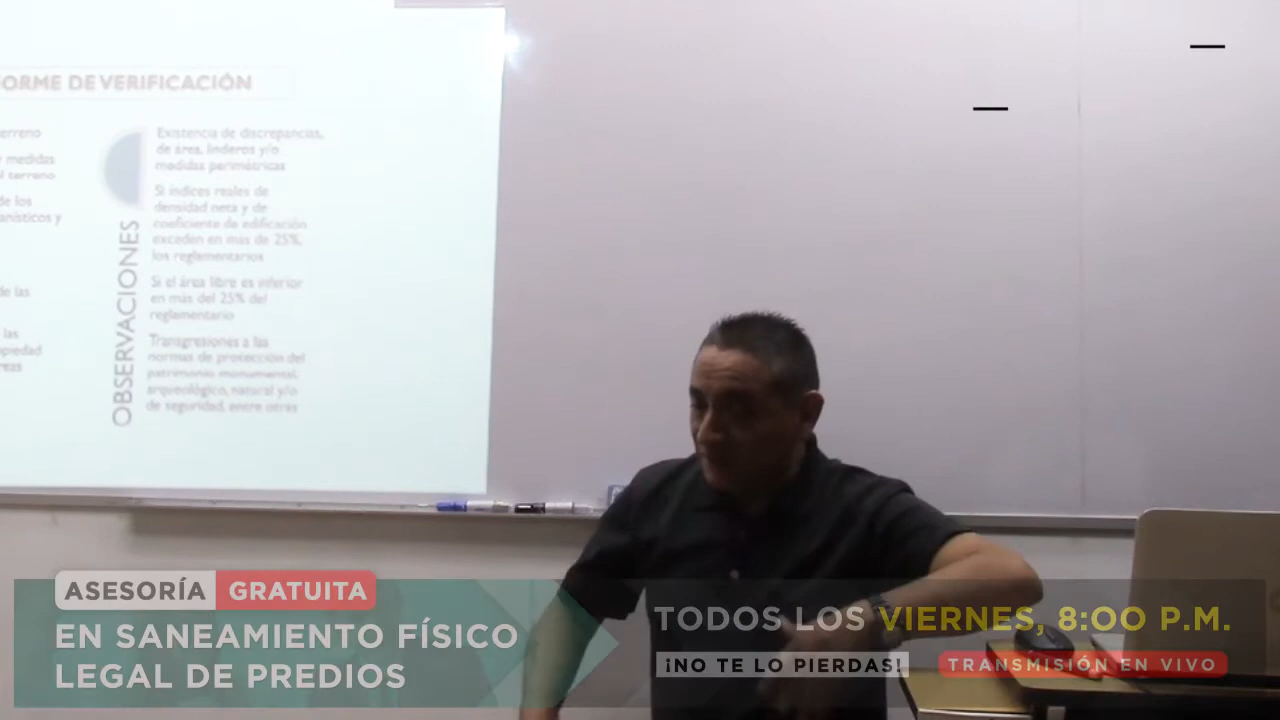 ORME DE VERIFICACIÓN
erreno
medidas
l terreno
de los
anísticos y
de las
las
opiedad
reas
OBSERVACIONES
Existencia de discrepancias,
de área, linderos y/o
medidas perimétricas
Si índices reales de
densidad neta y de
coeficiente de edificación
exceden en más de 25%,
los reglamentarios
Si el área libre es inferior
en más del 25% del
reglamentario
Transgresiones a las
normas de protección del
patrimonio monumental,
arqueológico, natural y/o
de seguridad, entre otras
ASESORÍA GRATUITA
EN SANEAMIENTO FÍSICO
LEGAL DE PREDIOS
TODOS LOS VIERNES, 8:00 P.M.
¡NO TE LO PIERDAS!
TRANSMISIÓN EN VIVO